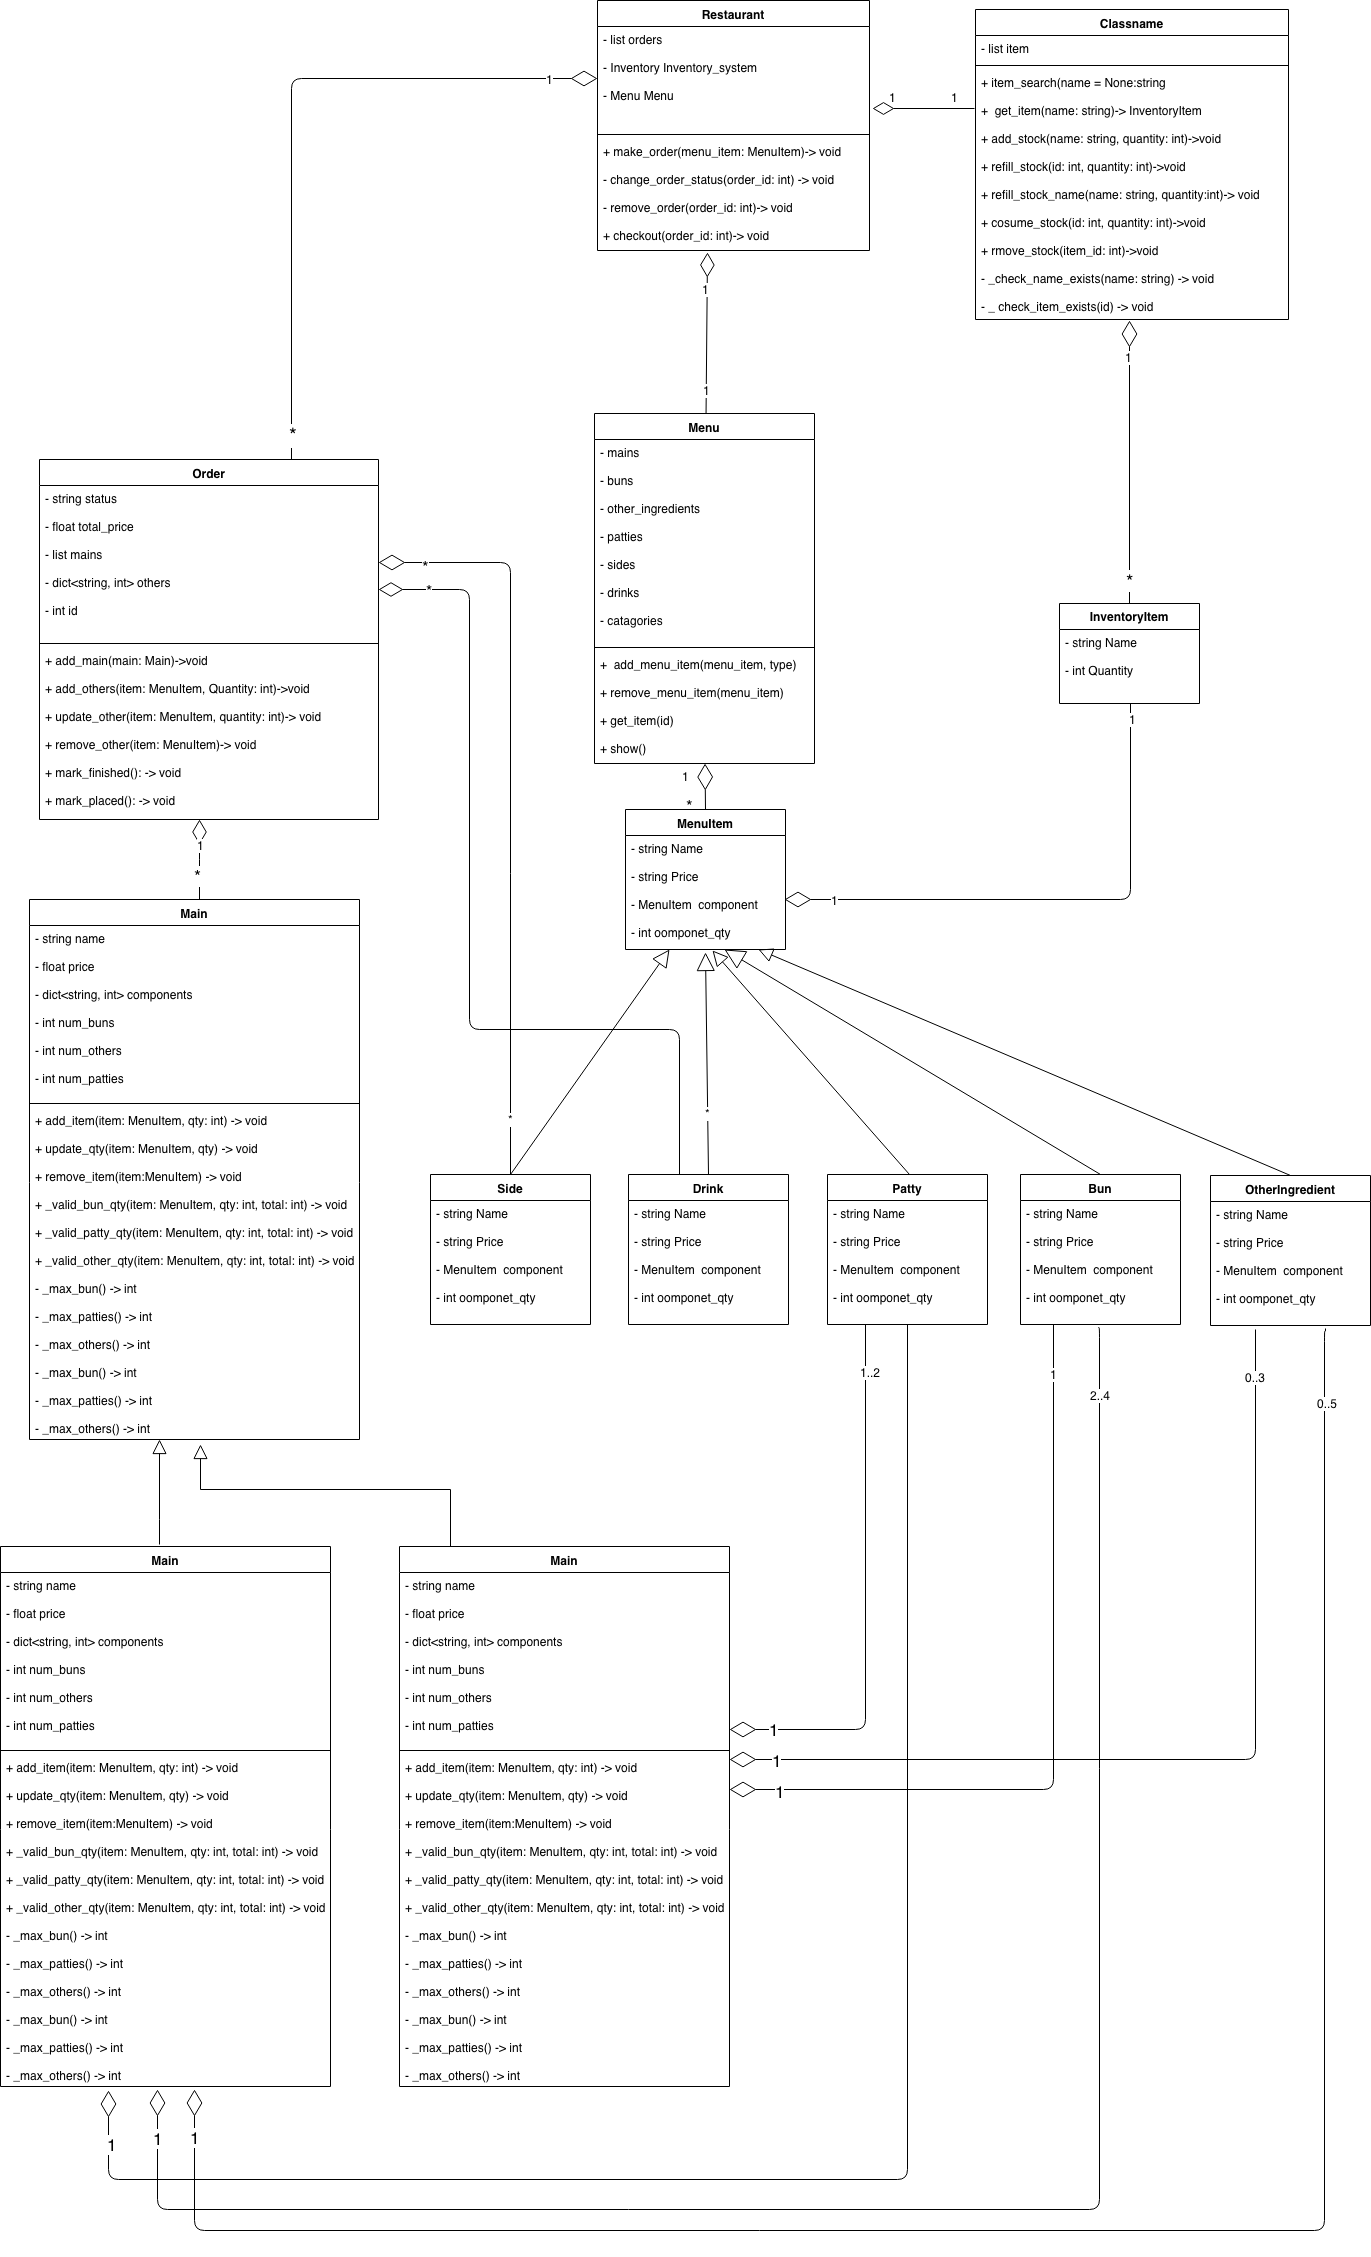 Restaurant
- list orders
- Inventory Inventory_system
- Menu Menu
+ make_order(menu_item: MenuItem)-> void
- change_order_status(order_id: int) -> void
- remove_order(order_id: int)-> void
+ checkout(order_id: int)-> void
Classname
- list item
+ item_search(name = None:string
+  get_item(name: string)-> InventoryItem
+ add_stock(name: string, quantity: int)->void
+ refill_stock(id: int, quantity: int)->void
+ refill_stock_name(name: string, quantity:int)-> void
+ cosume_stock(id: int, quantity: int)->void
+ rmove_stock(item_id: int)->void
- _check_name_exists(name: string) -> void
- _ check_item_exists(id) -> void
1
1
1
1
1
1
*
*
Order
- string status
- float total_price
- list mains
- dict<string, int> others
- int id
+ add_main(main: Main)->void
+ add_others(item: MenuItem, Quantity: int)->void
+ update_other(item: MenuItem, quantity: int)-> void
+ remove_other(item: MenuItem)-> void
+ mark_finished(): -> void
+ mark_placed(): -> void
*
*
Menu
- mains
- buns
- other_ingredients
- patties
- sides
- drinks
- catagories
+  add_menu_item(menu_item, type)
+ remove_menu_item(menu_item)
+ get_item(id)
+ show()
InventoryItem
- string Name
- int Quantity
1
1
*
MenuItem
- string Name
- string Price
- MenuItem  component
- int oomponet_qty
1
1
*
Main
- string name
- float price
- dict<string, int> components
- int num_buns
- int num_others
- int num_patties
+ add_item(item: MenuItem, qty: int) -> void
+ update_qty(item: MenuItem, qty) -> void
+ remove_item(item:MenuItem) -> void
+ _valid_bun_qty(item: MenuItem, qty: int, total: int) -> void
+ _valid_patty_qty(item: MenuItem, qty: int, total: int) -> void
+ _valid_other_qty(item: MenuItem, qty: int, total: int) -> void
- _max_bun() -> int
- _max_patties() -> int
- _max_others() -> int
- _max_bun() -> int
- _max_patties() -> int
- _max_others() -> int
*
*
Side
- string Name
- string Price
- MenuItem  component
- int oomponet_qty
Drink
- string Name
- string Price
- MenuItem  component
- int oomponet_qty
Patty
- string Name
- string Price
- MenuItem  component
- int oomponet_qty
Bun
- string Name
- string Price
- MenuItem  component
- int oomponet_qty
OtherIngredient
- string Name
- string Price
- MenuItem  component
- int oomponet_qty
1..2
1
2..4
0..3
0..5
Main
- string name
- float price
- dict<string, int> components
- int num_buns
- int num_others
- int num_patties
+ add_item(item: MenuItem, qty: int) -> void
+ update_qty(item: MenuItem, qty) -> void
+ remove_item(item:MenuItem) -> void
+ _valid_bun_qty(item: MenuItem, qty: int, total: int) -> void
+ _valid_patty_qty(item: MenuItem, qty: int, total: int) -> void
+ _valid_other_qty(item: MenuItem, qty: int, total: int) -> void
- _max_bun() -> int
- _max_patties() -> int
- _max_others() -> int
- _max_bun() -> int
- _max_patties() -> int
- _max_others() -> int
Main
- string name
- float price
- dict<string, int> components
- int num_buns
- int num_others
- int num_patties
+ add_item(item: MenuItem, qty: int) -> void
+ update_qty(item: MenuItem, qty) -> void
+ remove_item(item:MenuItem) -> void
+ _valid_bun_qty(item: MenuItem, qty: int, total: int) -> void
+ _valid_patty_qty(item: MenuItem, qty: int, total: int) -> void
+ _valid_other_qty(item: MenuItem, qty: int, total: int) -> void
- _max_bun() -> int
- _max_patties() -> int
- _max_others() -> int
- _max_bun() -> int
- _max_patties() -> int
- _max_others() -> int
1
1
1
1
1
1